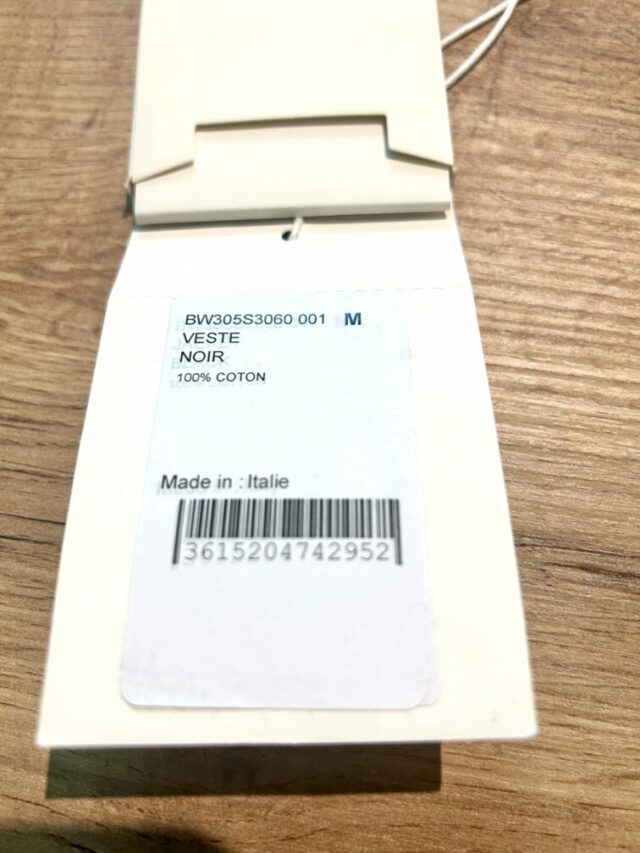 BW305S3060 001 M
VESTE
NOIR
100% COTON
Made in : Italie
3615204742952